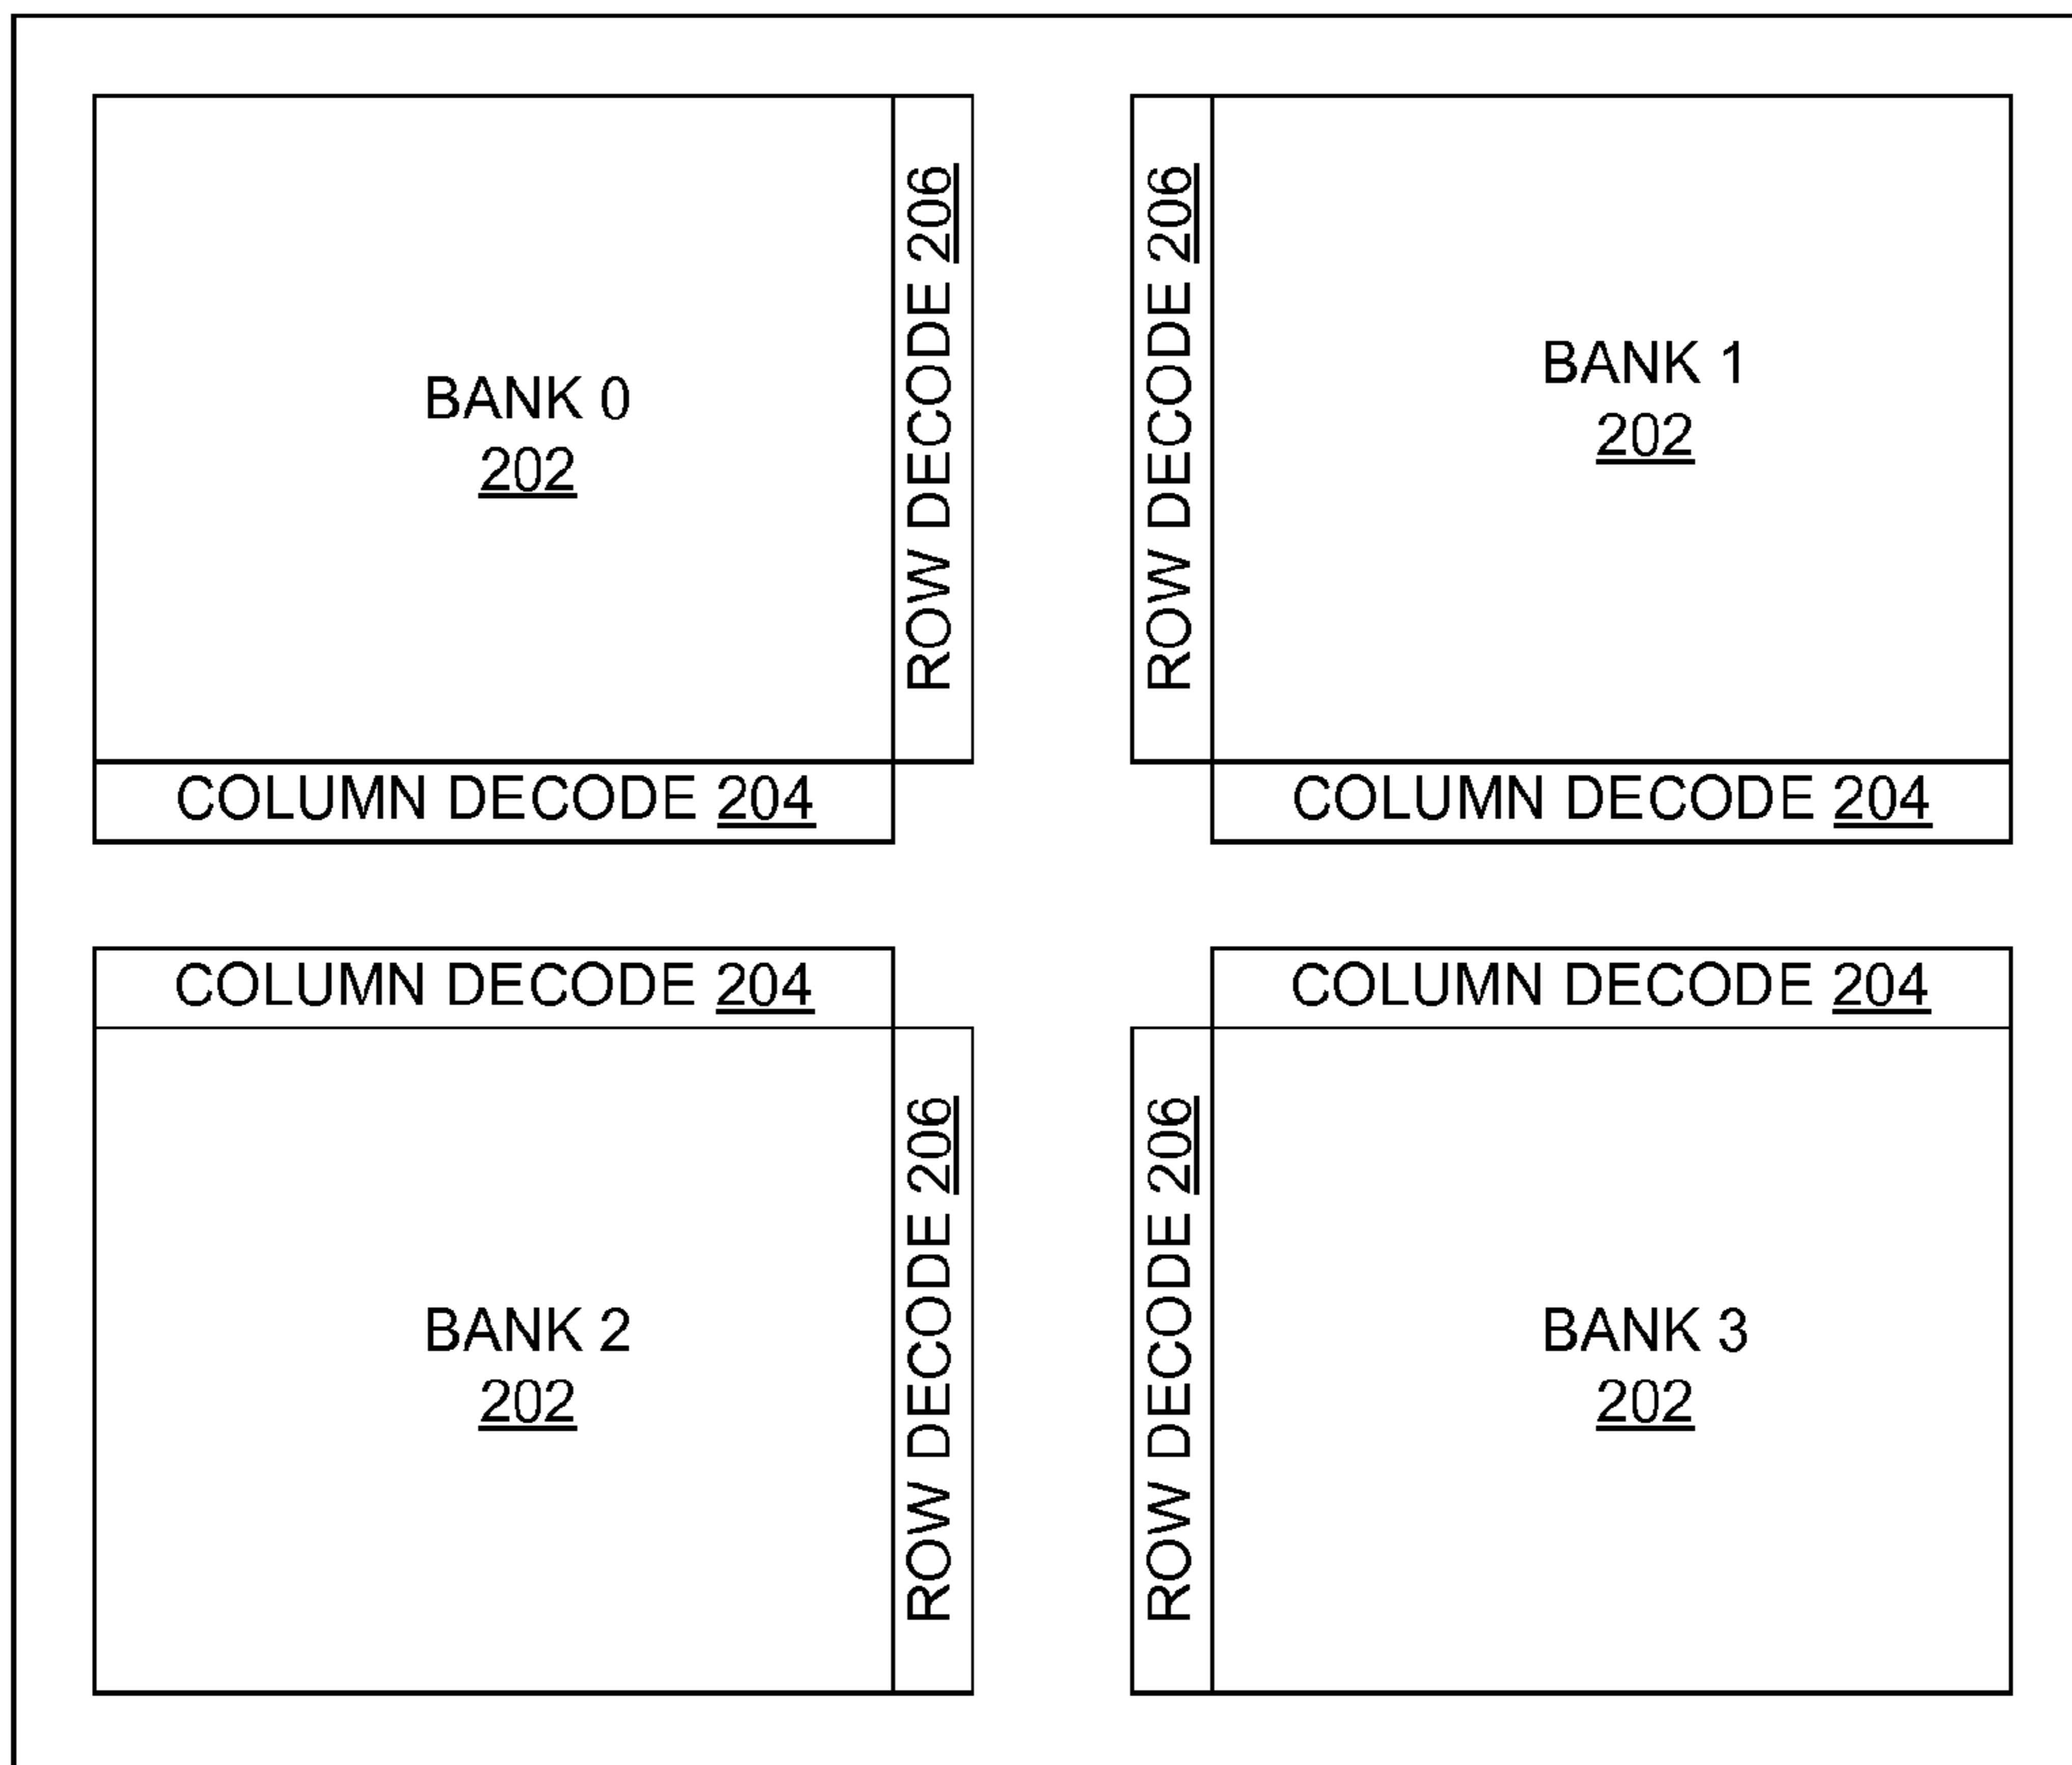 BANK 0
202
ROW DECODE 206
COLUMN DECODE 204
ROW DECODE 206
BANK 1
202
COLUMN DECODE 204
COLUMN DECODE 204
BANK 2
202
ROW DECODE 206
COLUMN DECODE 204
ROW DECODE 206
BANK 3
202